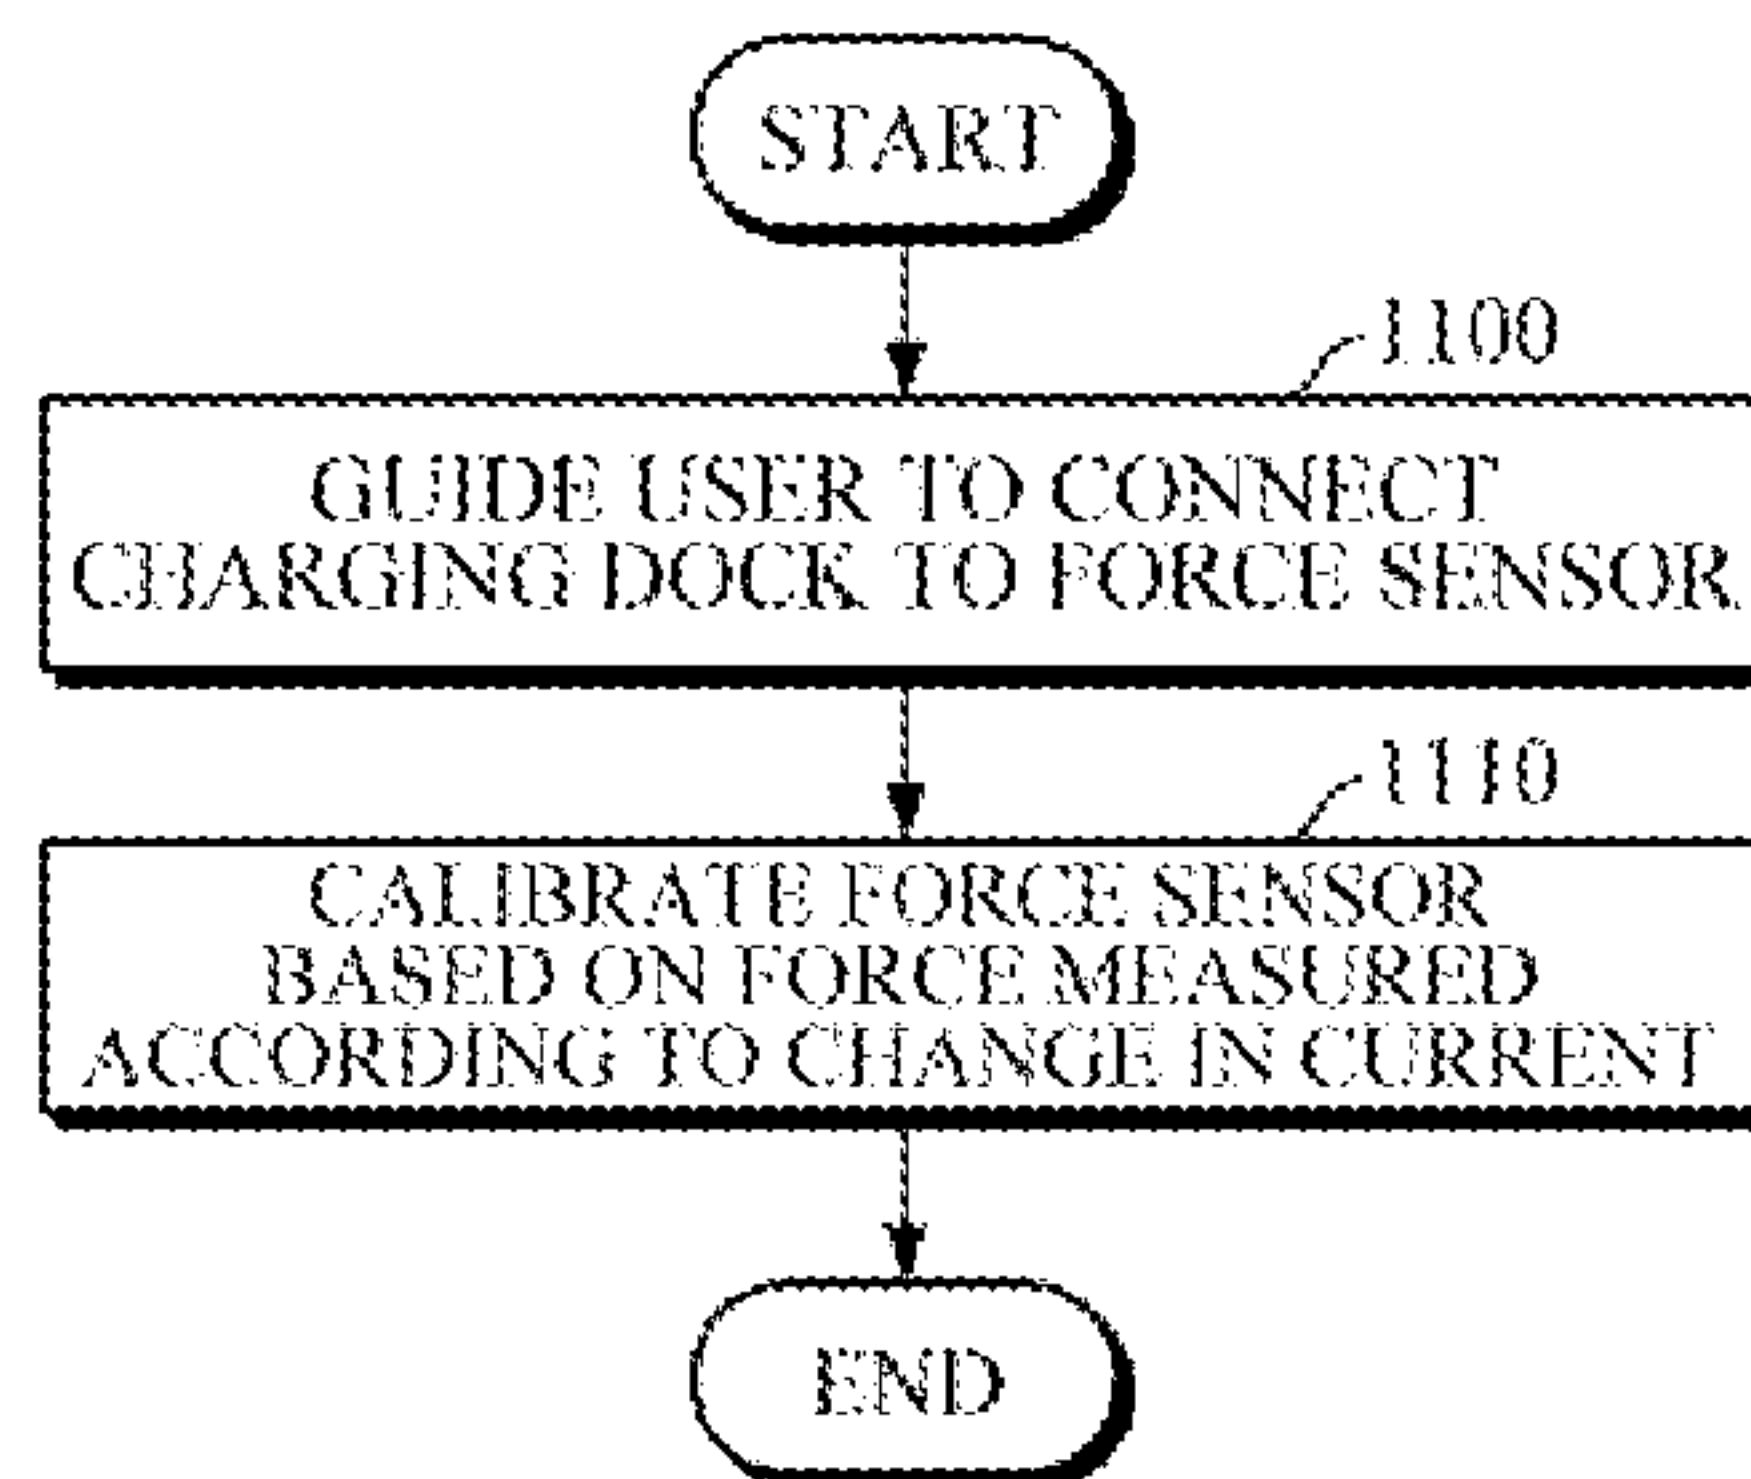 START
1100
GUIDE USER TO CONNECT
CHARGING DOCK TO FORCE SENSOR
1110
CALIBRATE FORCE SENSOR
BASED ON FORCE MEASURED
ACCORDING TO CHANGE IN CURRENT
END